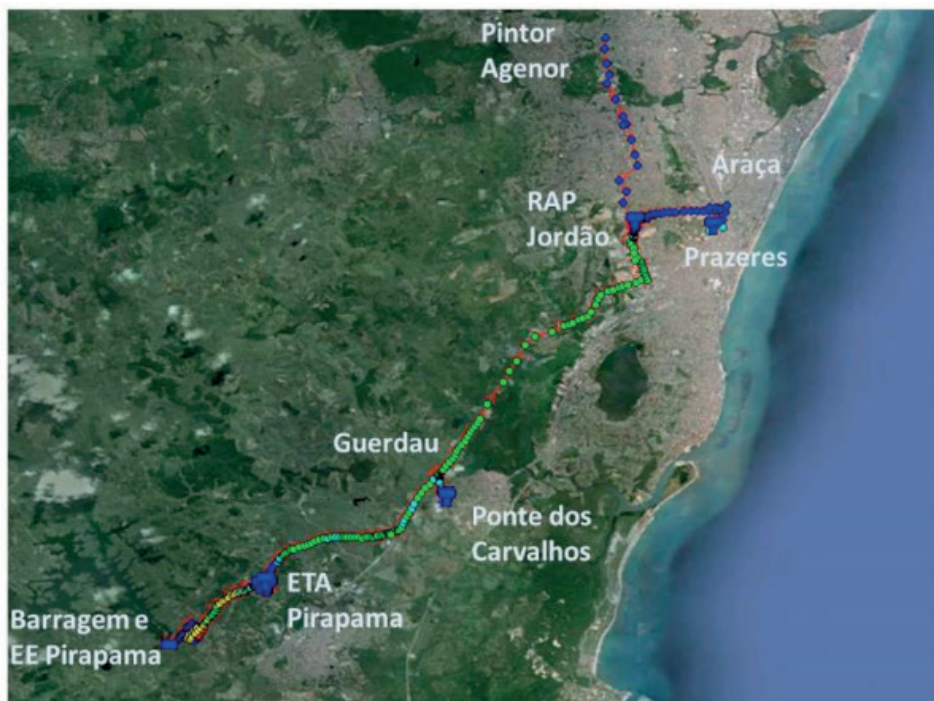 Pintor
Agenor
Araça
RAP
Jordão
Prazeres
Guerdau
Ponte dos
Carvalhos
ETA
Pirapama
Barragem e
EE Pirapama